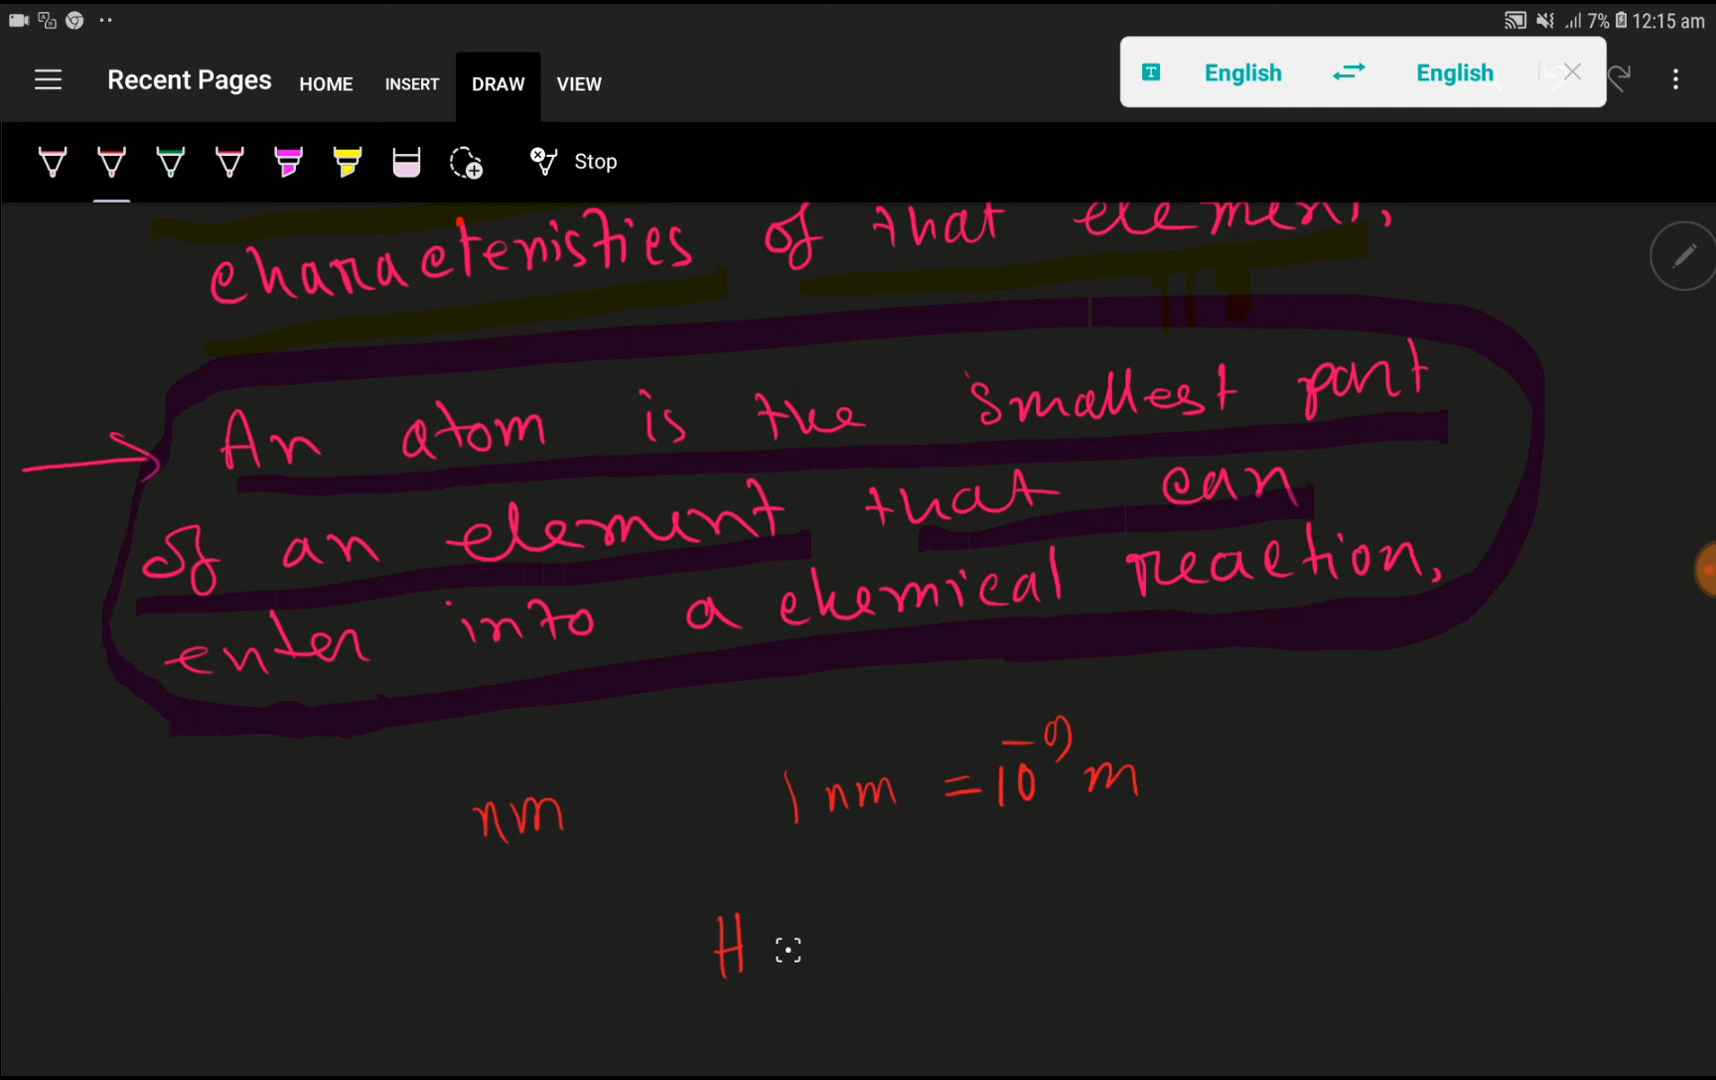 7% 12:15 am
Recent Pages HOME INSERT DRAW VIEW
English English
Stop
characteristics of that element,
An atom is the smallest part
of an element that can
enter into a chemical reaction,
nm 1 nm = 10⁻⁹ m
H